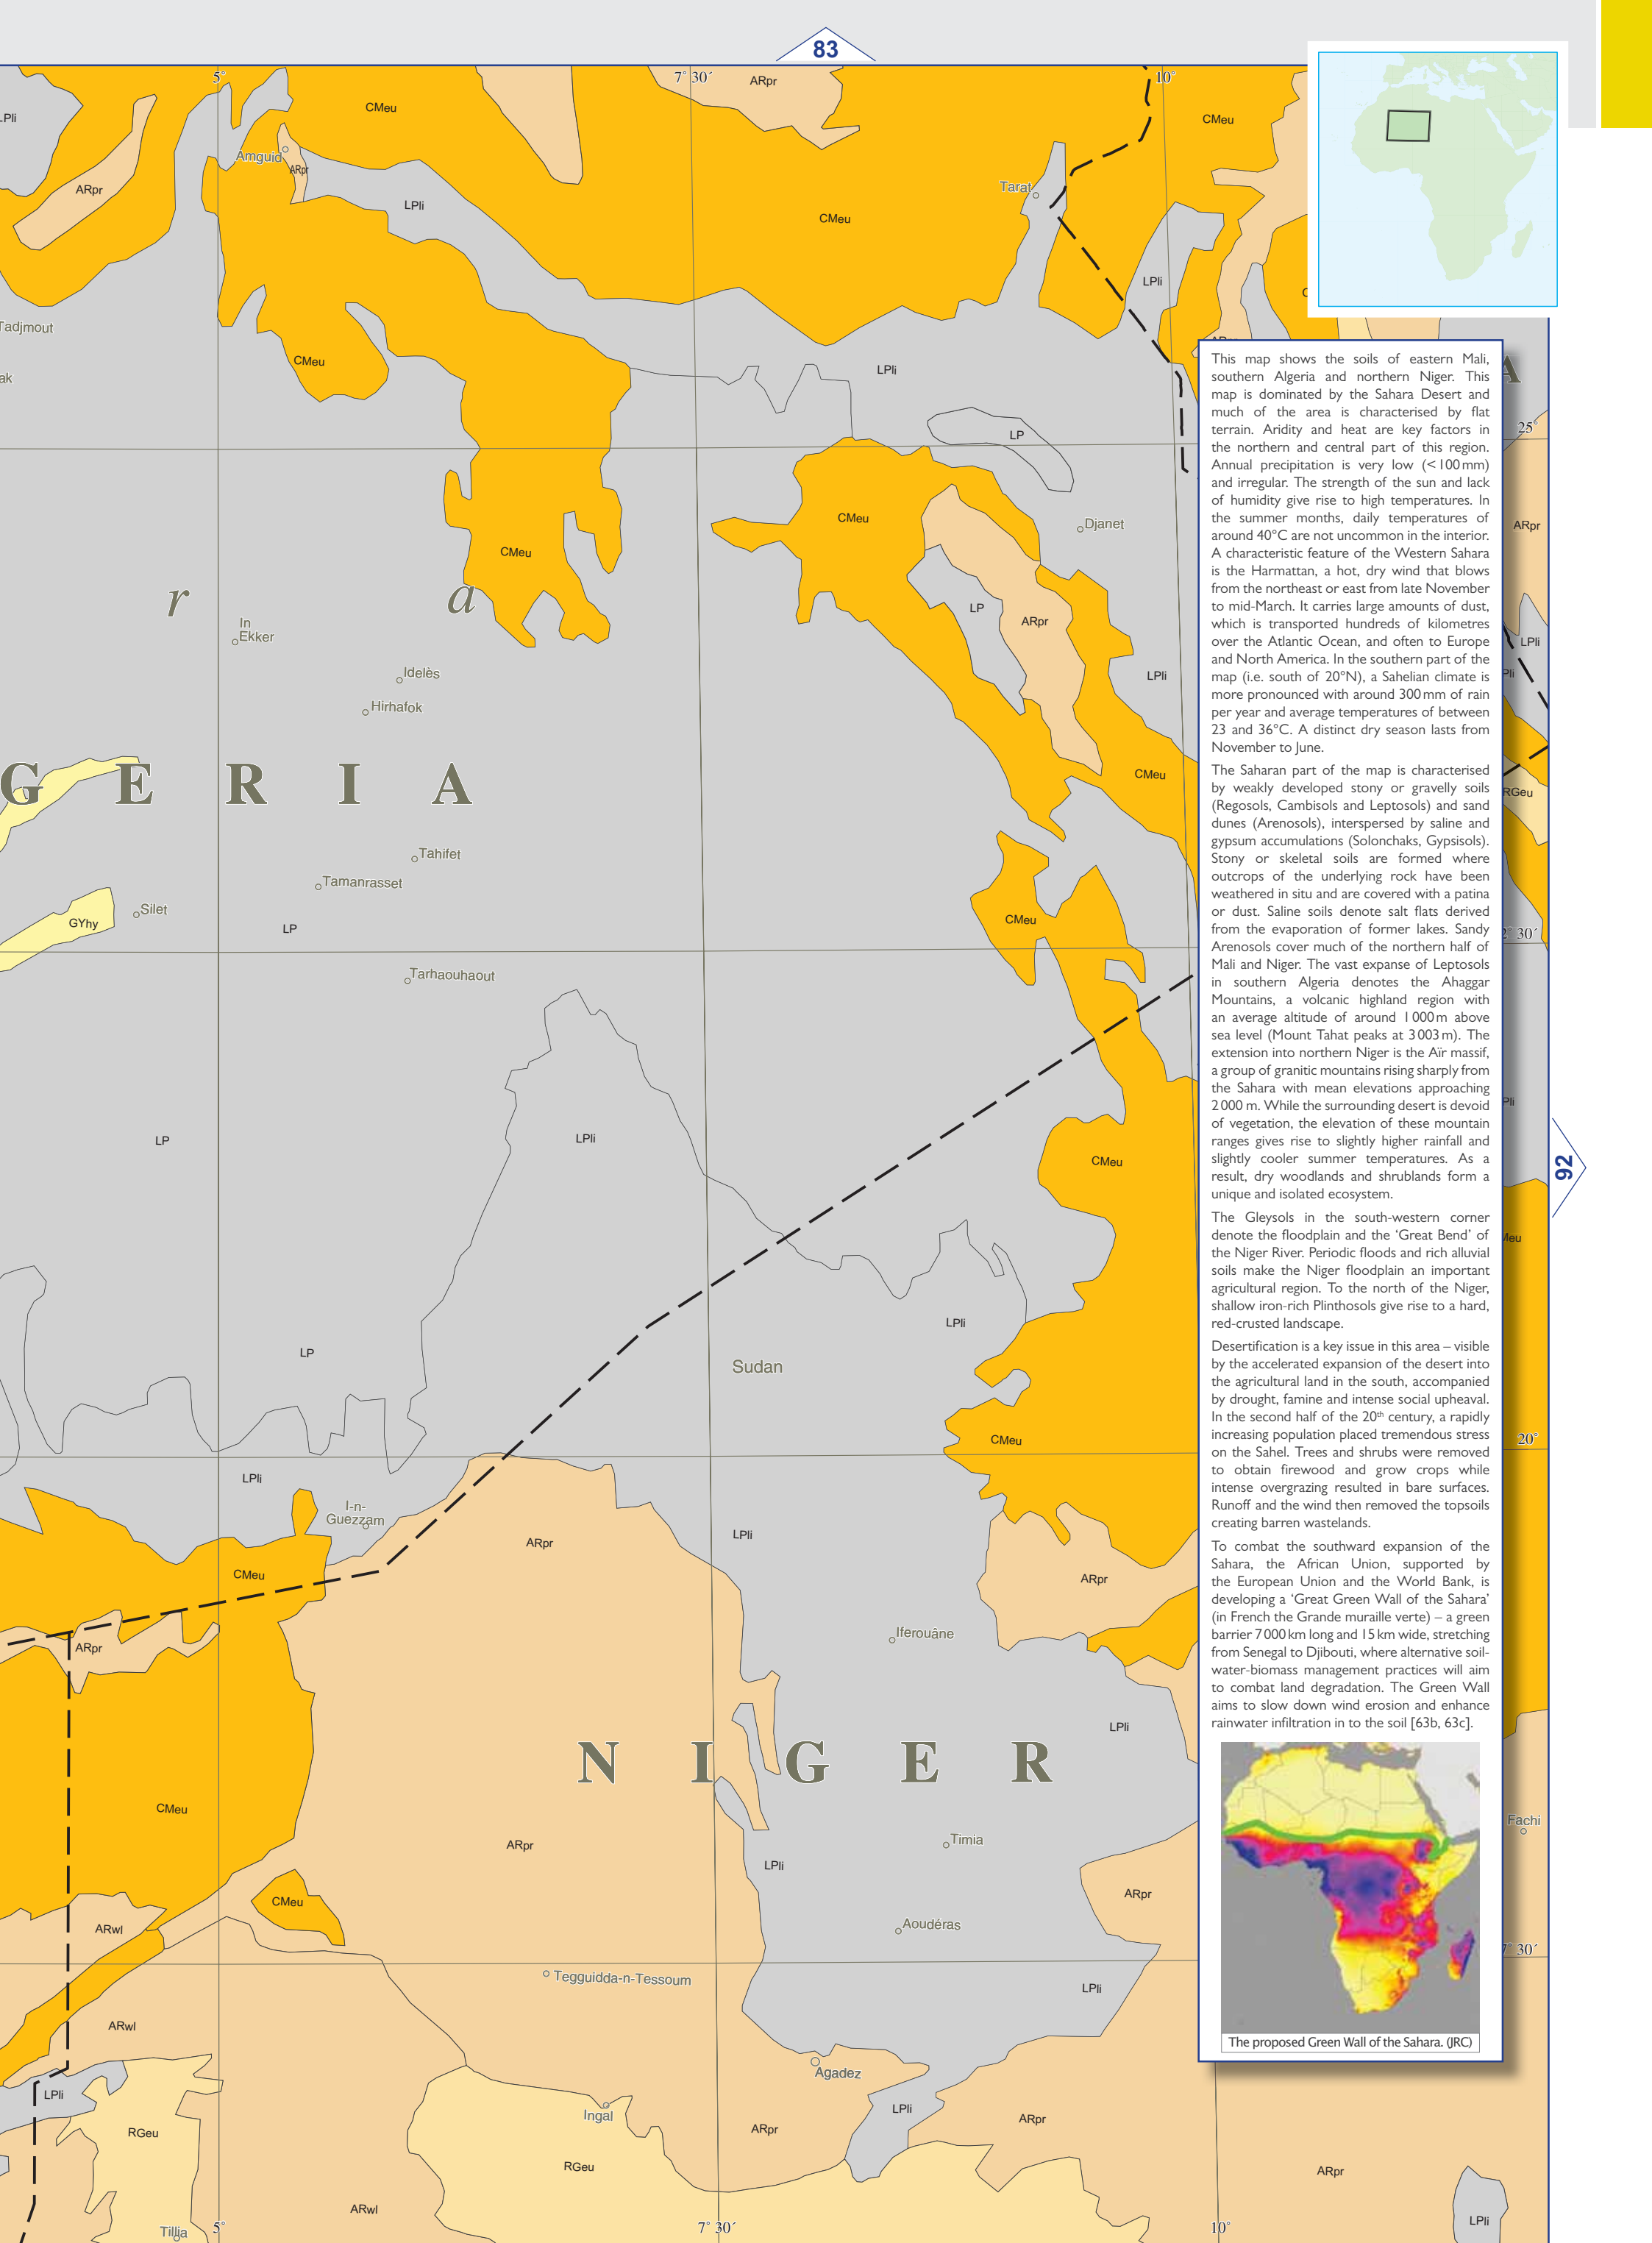 83
5°
7° 30´
10°
ARpr
CMeu
CMeu
LPli
Amguid
ARpr
ARpr
LPli
Tarat
CMeu
LPli
Tadjmout
CMeu
LPli
ak
25°
LP
CMeu
Djanet
ARpr
CMeu
r
a
LP
ARpr
In
Ekker
LPli
Idelès
LPli
Hirhafok
G E R I A
CMeu
RGeu
Tahifet
Tamanrasset
Silet
GYhy
LP
CMeu
Tarhaouhaout
LP
LPli
CMeu
92
LPli
LP
Sudan
CMeu
20°
LPli
I-n-
Guezzam
LPli
ARpr
CMeu
ARpr
Iferouâne
ARpr
LPli
N I G E R
CMeu
Fachi
Timia
ARpr
LPli
CMeu
ARpr
ARwl
Aoudéras
Tegguidda-n-Tessoum
LPli
ARwl
Agadez
LPli
LPli
Ingal
ARpr
ARpr
RGeu
RGeu
ARpr
ARwl
LPli
Tillia
5°
7° 30´
10°
This map shows the soils of eastern Mali,
southern Algeria and northern Niger. This
map is dominated by the Sahara Desert and
much of the area is characterised by flat
terrain. Aridity and heat are key factors in
the northern and central part of this region.
Annual precipitation is very low (<100 mm)
and irregular. The strength of the sun and lack
of humidity give rise to high temperatures. In
the summer months, daily temperatures of
around 40°C are not uncommon in the interior.
A characteristic feature of the Western Sahara
is the Harmattan, a hot, dry wind that blows
from the northeast or east from late November
to mid-March. It carries large amounts of dust,
which is transported hundreds of kilometres
over the Atlantic Ocean, and often to Europe
and North America. In the southern part of the
map (i.e. south of 20°N), a Sahelian climate is
more pronounced with around 300 mm of rain
per year and average temperatures of between
23 and 36°C. A distinct dry season lasts from
November to June.
The Saharan part of the map is characterised
by weakly developed stony or gravelly soils
(Regosols, Cambisols and Leptosols) and sand
dunes (Arenosols), interspersed by saline and
gypsum accumulations (Solonchaks, Gypsisols).
Stony or skeletal soils are formed where
outcrops of the underlying rock have been
weathered in situ and are covered with a patina
or dust. Saline soils denote salt flats derived
from the evaporation of former lakes. Sandy
Arenosols cover much of the northern half of
Mali and Niger. The vast expanse of Leptosols
in southern Algeria denotes the Ahaggar
Mountains, a volcanic highland region with
an average altitude of around 1 000 m above
sea level (Mount Tahat peaks at 3 003 m). The
extension into northern Niger is the Aïr massif,
a group of granitic mountains rising sharply from
the Sahara with mean elevations approaching
2 000 m. While the surrounding desert is devoid
of vegetation, the elevation of these mountain
ranges gives rise to slightly higher rainfall and
slightly cooler summer temperatures. As a
result, dry woodlands and shrublands form a
unique and isolated ecosystem.
The Gleysols in the south-western corner
denote the floodplain and the ‘Great Bend’ of
the Niger River. Periodic floods and rich alluvial
soils make the Niger floodplain an important
agricultural region. To the north of the Niger,
shallow iron-rich Plinthosols give rise to a hard,
red-crusted landscape.
Desertification is a key issue in this area – visible
by the accelerated expansion of the desert into
the agricultural land in the south, accompanied
by drought, famine and intense social upheaval.
In the second half of the 20th century, a rapidly
increasing population placed tremendous stress
on the Sahel. Trees and shrubs were removed
to obtain firewood and grow crops while
intense overgrazing resulted in bare surfaces.
Runoff and the wind then removed the topsoils
creating barren wastelands.
To combat the southward expansion of the
Sahara, the African Union, supported by
the European Union and the World Bank, is
developing a ‘Great Green Wall of the Sahara’
(in French the Grande muraille verte) – a green
barrier 7 000 km long and 15 km wide, stretching
from Senegal to Djibouti, where alternative soil-
water-biomass management practices will aim
to combat land degradation. The Green Wall
aims to slow down wind erosion and enhance
rainwater infiltration in to the soil [63b, 63c].
The proposed Green Wall of the Sahara. (JRC)